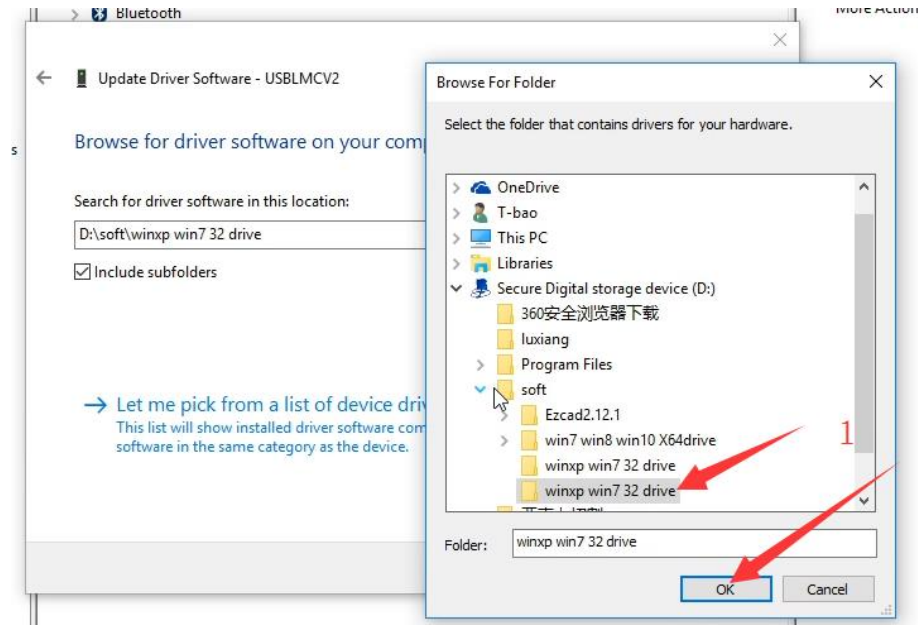 Bluetooth
More Action
Update Driver Software - USBLMCV2
Browse for driver software on your com
Search for driver software in this location:
D:\soft\winxp win7 32 drive
Include subfolders
Let me pick from a list of device driv
This list will show installed driver software com
software in the same category as the device.
s
Browse For Folder
Select the folder that contains drivers for your hardware.
OneDrive
T-bao
This PC
Libraries
Secure Digital storage device (D:)
360安全浏览器下载
luxiang
Program Files
soft
Ezcad2.12.1
win7 win8 win10 X64drive
winxp win7 32 drive
winxp win7 32 drive
1
Folder:
winxp win7 32 drive
OK
Cancel